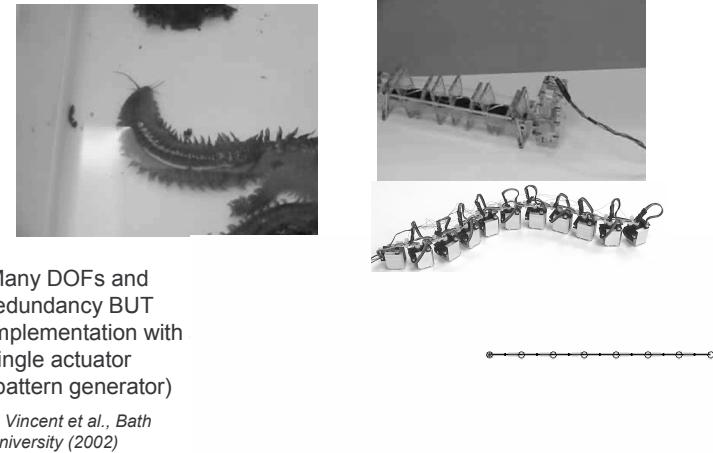 Many DOFs and
edundancy BUT
mplementation with
ingle actuator
pattern generator)
Vincent et al., Bath
niversity (2002)